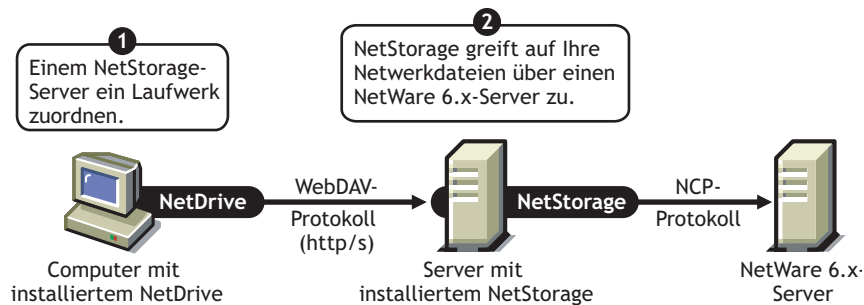 1
Einem NetStorage-
Server ein Laufwerk
zuordnen.
2
NetStorage greift auf Ihre
Netwerkdateien über einen
NetWare 6.x-Server zu.
NetDrive
WebDAV-
Protokoll
(http/s)
NetStorage
NCP-
Protokoll
Computer mit
installiertem NetDrive
Server mit
installiertem NetStorage
NetWare 6.x-
Server